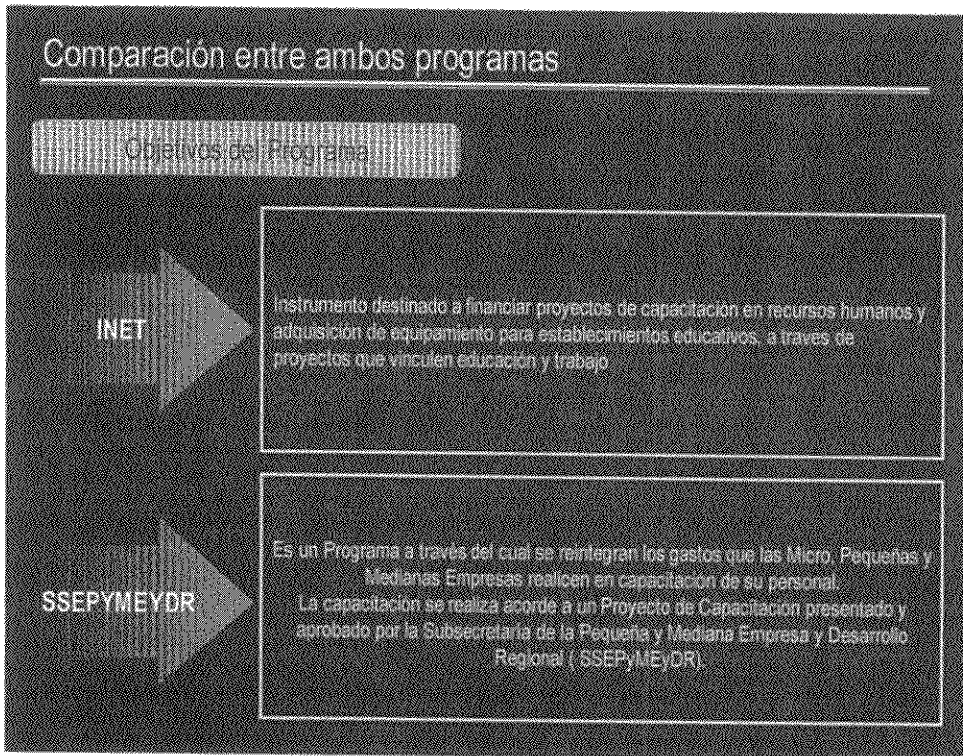 Comparación entre ambos programas
Objetivos del Programa
INET
Instrumento destinado a financiar proyectos de capacitación en recursos humanos y
adquisición de equipamiento para establecimientos educativos, a traves de
proyectos que vinculen educación y trabajo
SSEPYMEYDR
Es un Programa a través del cual se reintegran los gastos que las Micro, Pequeñas y
Medianas Empresas realicen en capacitación de su personal.
La capacitación se realiza acorde a un Proyecto de Capacitación presentado y
aprobado por la Subsecretaría de la Pequeña y Mediana Empresa y Desarrollo
Regional ( SSEPyMEyDR).